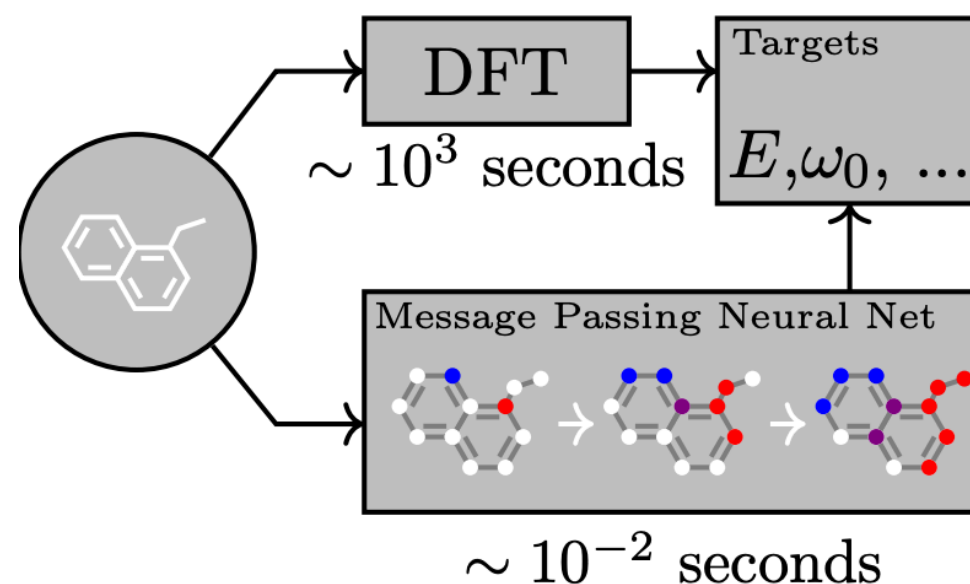 DFT
∼ 10³ seconds
Targets
E,ω₀, ...
Message Passing Neural Net
∼ 10⁻² seconds